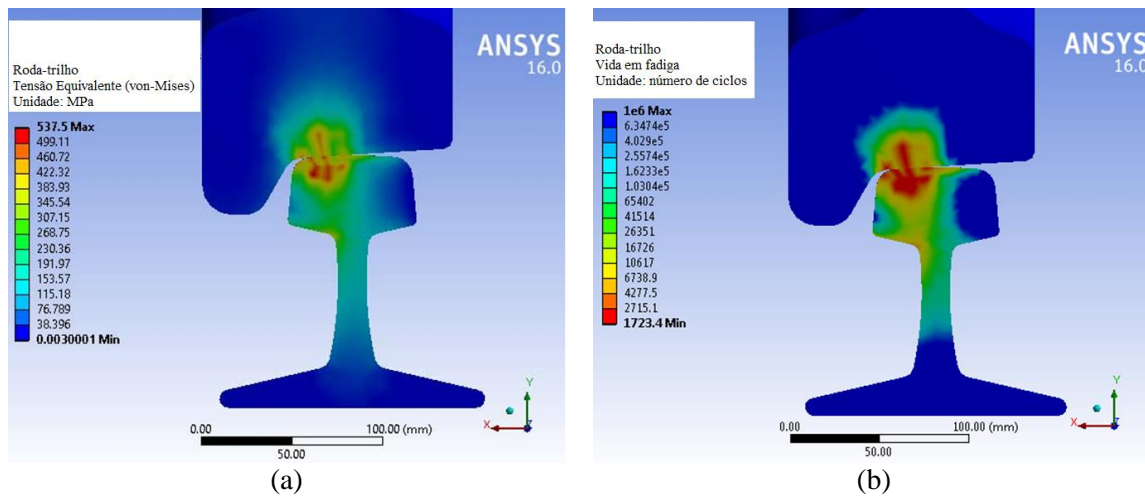 ANSYS
16.0
Roda-trilho
Tensão Equivalente (von-Mises)
Unidade: MPa
537.5 Max
499.11
460.72
422.32
383.93
345.54
307.15
268.75
230.36
191.97
153.57
115.18
76.789
38.396
0.0030001 Min
Y
X
Z
0.00
100.00 (mm)
50.00
(a)
ANSYS
16.0
Roda-trilho
Vida em fadiga
Unidade: número de ciclos
1e6 Max
6.3474e5
4.029e5
2.5574e5
1.6233e5
1.0304e5
65402
41514
26351
16726
10617
6738.9
4277.5
2715.1
1723.4 Min
Y
X
Z
0.00
100.00 (mm)
50.00
(b)